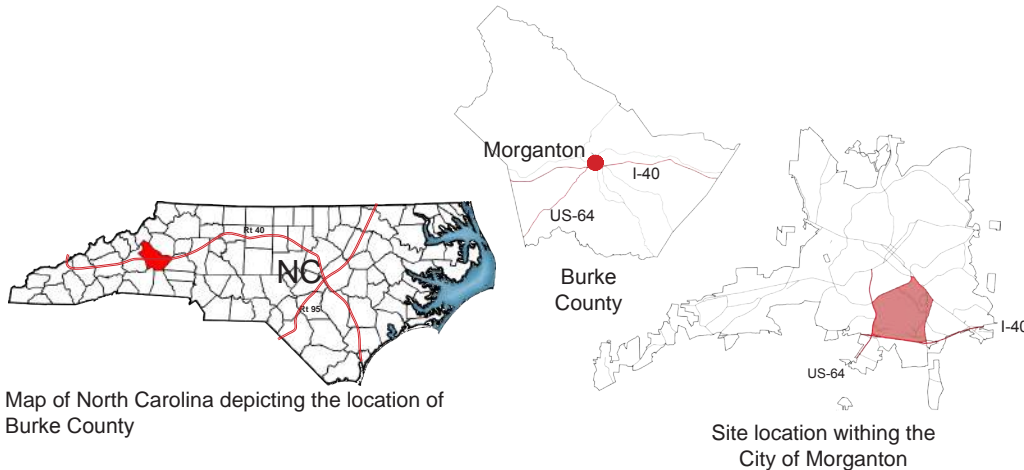 Morganton
I-40
US-64
Burke
County
Rt 40
NC
Rt 95
Map of North Carolina depicting the location of
Burke County
I-40
US-64
Site location withing the
City of Morganton